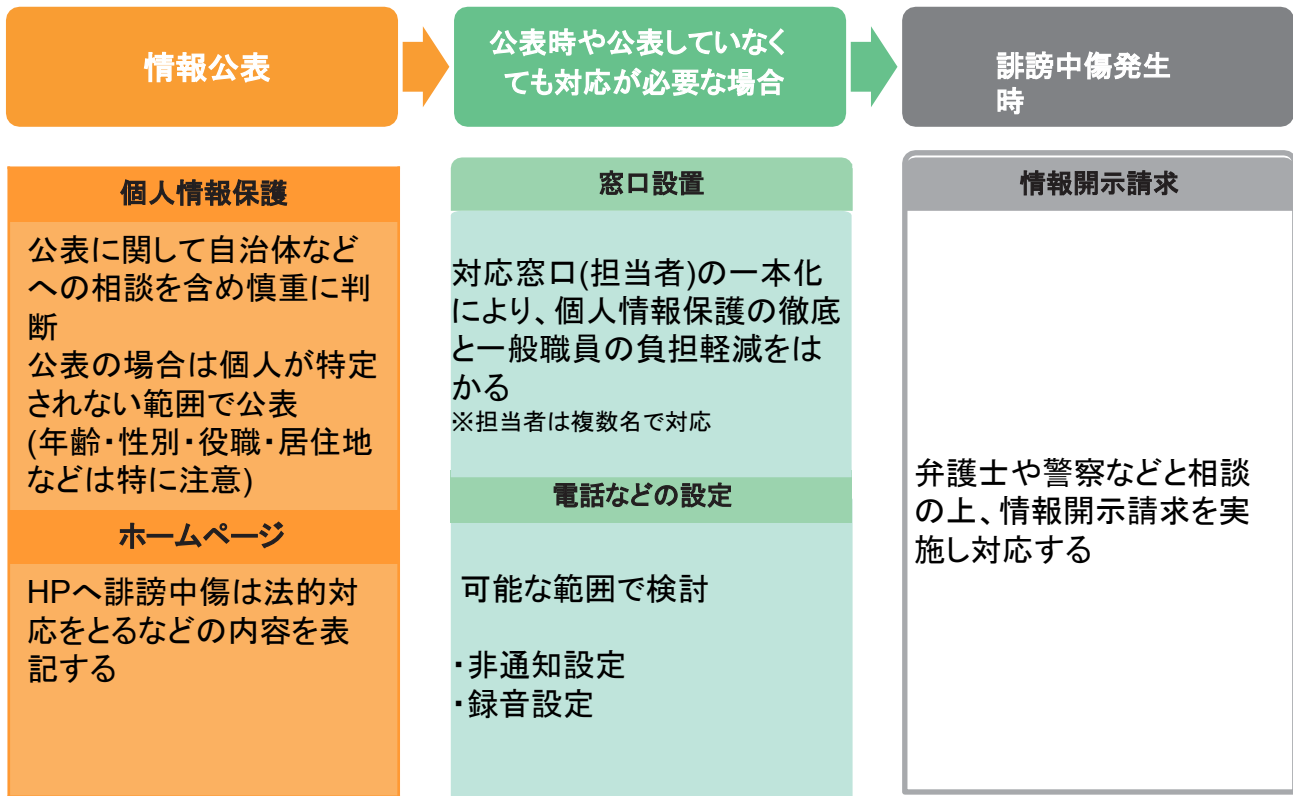 情報公表
公表時や公表していなく
ても対応が必要な場合
誹謗中傷発生
時
個人情報保護
公表に関して自治体など
への相談を含め慎重に判
断
公表の場合は個人が特定
されない範囲で公表
(年齢・性別・役職・居住地
などは特に注意)
ホームページ
HPへ誹謗中傷は法的対
応をとるなどの内容を表
記する
窓口設置
対応窓口(担当者)の一本化
により、個人情報保護の徹底
と一般職員の負担軽減をは
かる
※担当者は複数名で対応
電話などの設定
可能な範囲で検討
・非通知設定
・録音設定
情報開示請求
弁護士や警察などと相談
の上、情報開示請求を実
施し対応する